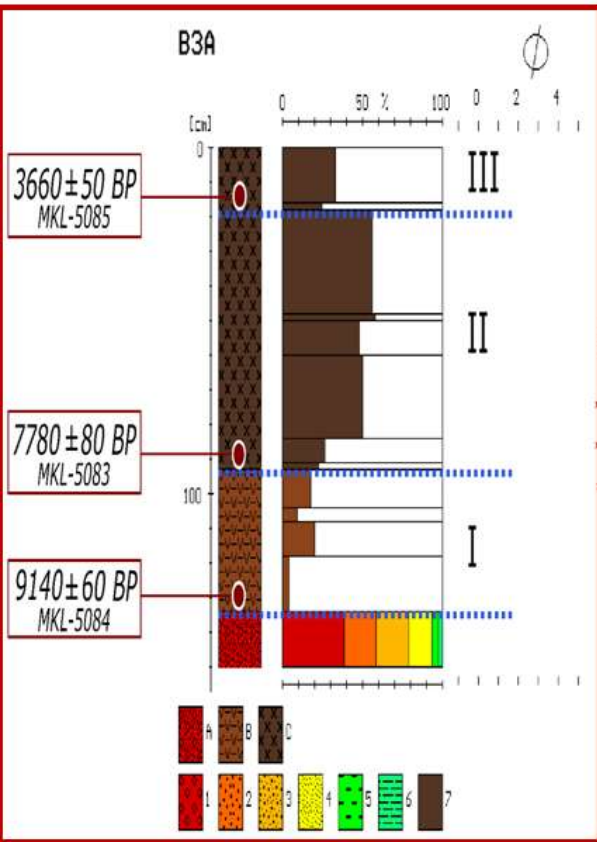 B3A
0 50 % 100 0 2 4
[cm]
0
3660±50 BP
MKL-5085
III
II
7780±80 BP
MKL-5083
100
I
9140±60 BP
MKL-5084
A B C
1 2 3 4 5 6 7